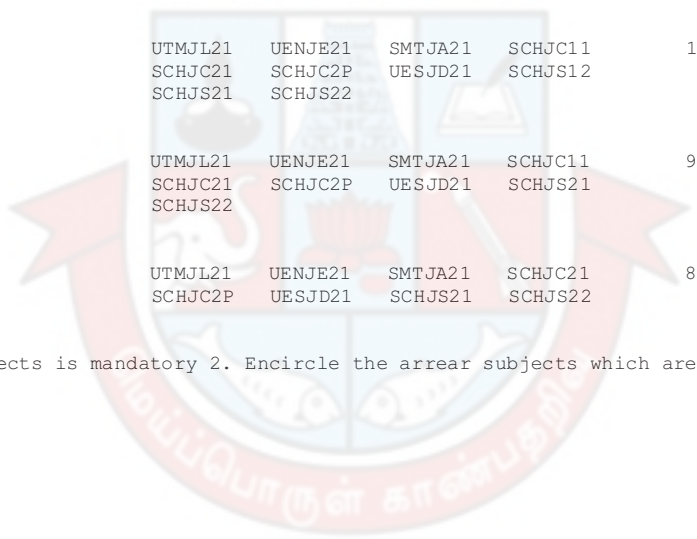 UTMJL21 UENJE21 SMTJA21 SCHJC11 1
SCHJC21 SCHJC2P UESJD21 SCHJS12
SCHJS21 SCHJS22
UTMJL21 UENJE21 SMTJA21 SCHJC11 9
SCHJC21 SCHJC2P UESJD21 SCHJS21
SCHJS22
UTMJL21 UENJE21 SMTJA21 SCHJC21 8
SCHJC2P UESJD21 SCHJS21 SCHJS22
ects is mandatory 2. Encircle the arrear subjects which are
மெய்ப்பொருள் காண்பதறிவு